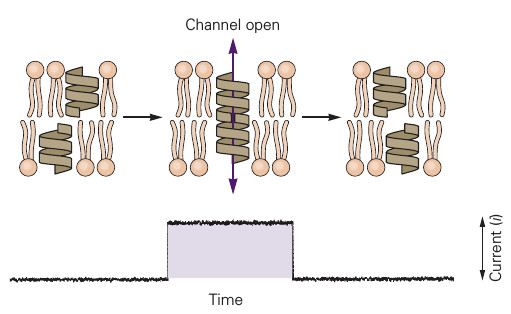 Channel open
Current (i)
Time